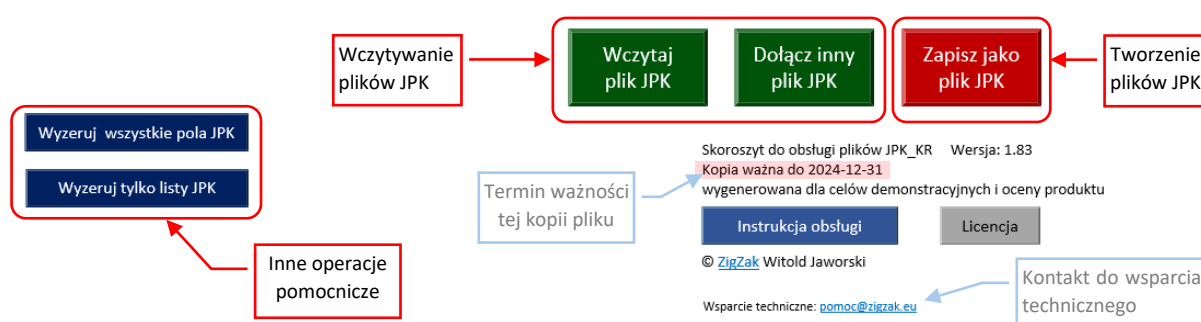 Wczytywanie
plików JPK
Wczytaj
plik JPK
Dołącz inny
plik JPK
Zapisz jako
plik JPK
Tworzenie
plików JPK
Wyzeruj wszystkie pola JPK
Wyzeruj tylko listy JPK
Inne operacje
pomocnicze
Skoroszyt do obsługi plików JPK_KR Wersja: 1.83
Kopia ważna do 2024-12-31
wygenerowana dla celów demonstracyjnych i oceny produktu
Termin ważności
tej kopii pliku
Instrukcja obsługi
Licencja
© ZigZak Witold Jaworski
Wsparcie techniczne: pomoc@zigzak.eu
Kontakt do wsparcia
technicznego